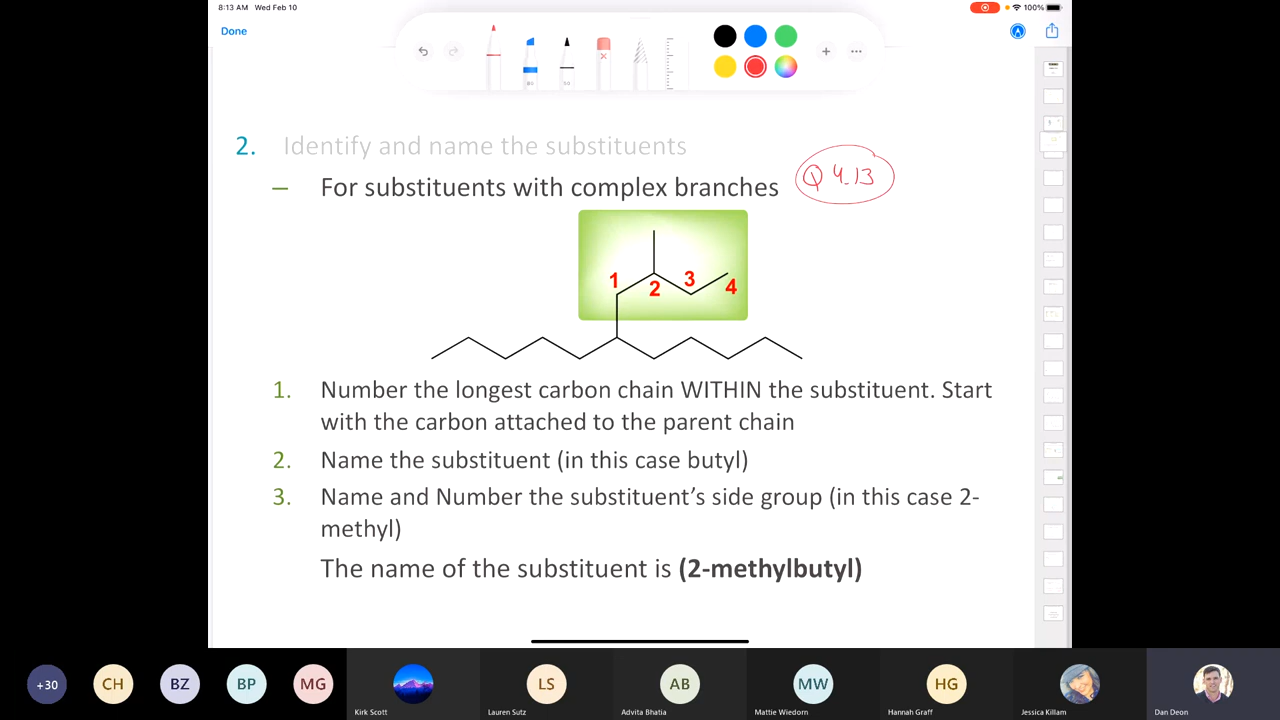 8:13 AM Wed Feb 10
100%
Done
2. Identify and name the substituents
– For substituents with complex branches
Q 4.13
1
2
3
4
1. Number the longest carbon chain WITHIN the substituent. Start
with the carbon attached to the parent chain
2. Name the substituent (in this case butyl)
3. Name and Number the substituent's side group (in this case 2-
methyl)
The name of the substituent is (2-methylbutyl)
+30 CH BZ BP MG LS AB MW HG
Kirk Scott Lauren Sutz Advita Bhatia Mattie Wiedorn Hannah Graff Jessica Killam Dan Deon